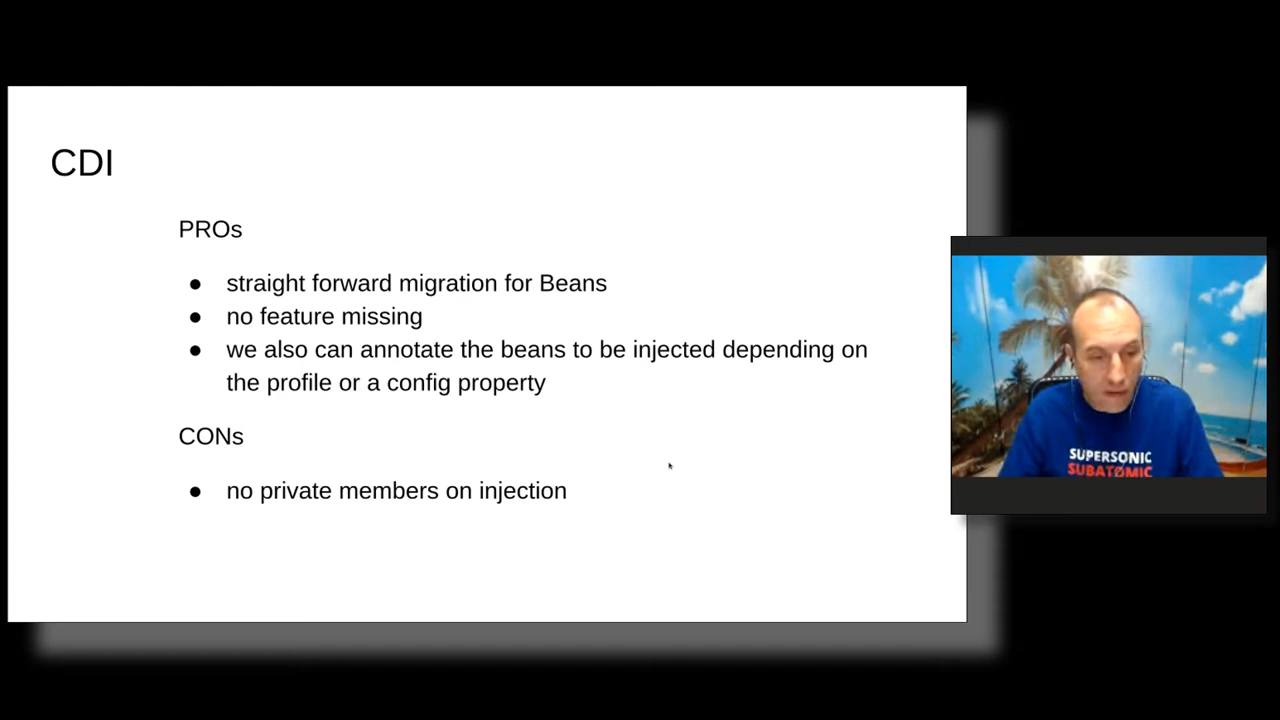 CDI
PROs
● straight forward migration for Beans
● no feature missing
● we also can annotate the beans to be injected depending on
the profile or a config property
CONs
● no private members on injection
SUPERSONIC
SUBATOMIC